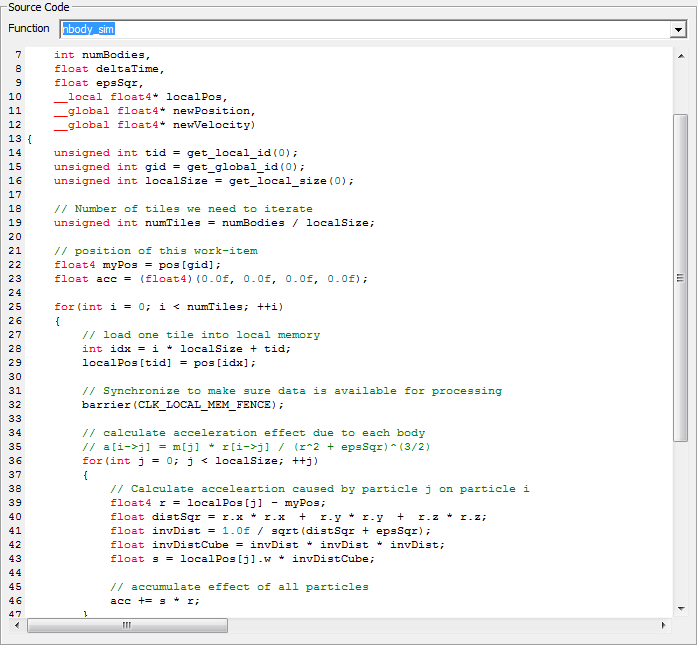 Source Code
Function nbody_sim
7 int numBodies,
8 float deltaTime,
9 float epsSqr,
10 __local float4* localPos,
11 __global float4* newPosition,
12 __global float4* newVelocity)
13 {
14 unsigned int tid = get_local_id(0);
15 unsigned int gid = get_global_id(0);
16 unsigned int localSize = get_local_size(0);
17
18 // Number of tiles we need to iterate
19 unsigned int numTiles = numBodies / localSize;
20
21 // position of this work-item
22 float4 myPos = pos[gid];
23 float acc = (float4)(0.0f, 0.0f, 0.0f, 0.0f);
24
25 for(int i = 0; i < numTiles; ++i)
26 {
27 // load one tile into local memory
28 int idx = i * localSize + tid;
29 localPos[tid] = pos[idx];
30
31 // Synchronize to make sure data is available for processing
32 barrier(CLK_LOCAL_MEM_FENCE);
33
34 // calculate acceleration effect due to each body
35 // a[i->j] = m[j] * r[i->j] / (r^2 + epsSqr)^(3/2)
36 for(int j = 0; j < localSize; ++j)
37 {
38 // Calculate acceleartion caused by particle j on particle i
39 float4 r = localPos[j] - myPos;
40 float distSqr = r.x * r.x + r.y * r.y + r.z * r.z;
41 float invDist = 1.0f / sqrt(distSqr + epsSqr);
42 float invDistCube = invDist * invDist * invDist;
43 float s = localPos[j].w * invDistCube;
44
45 // accumulate effect of all particles
46 acc += s * r;
47 }